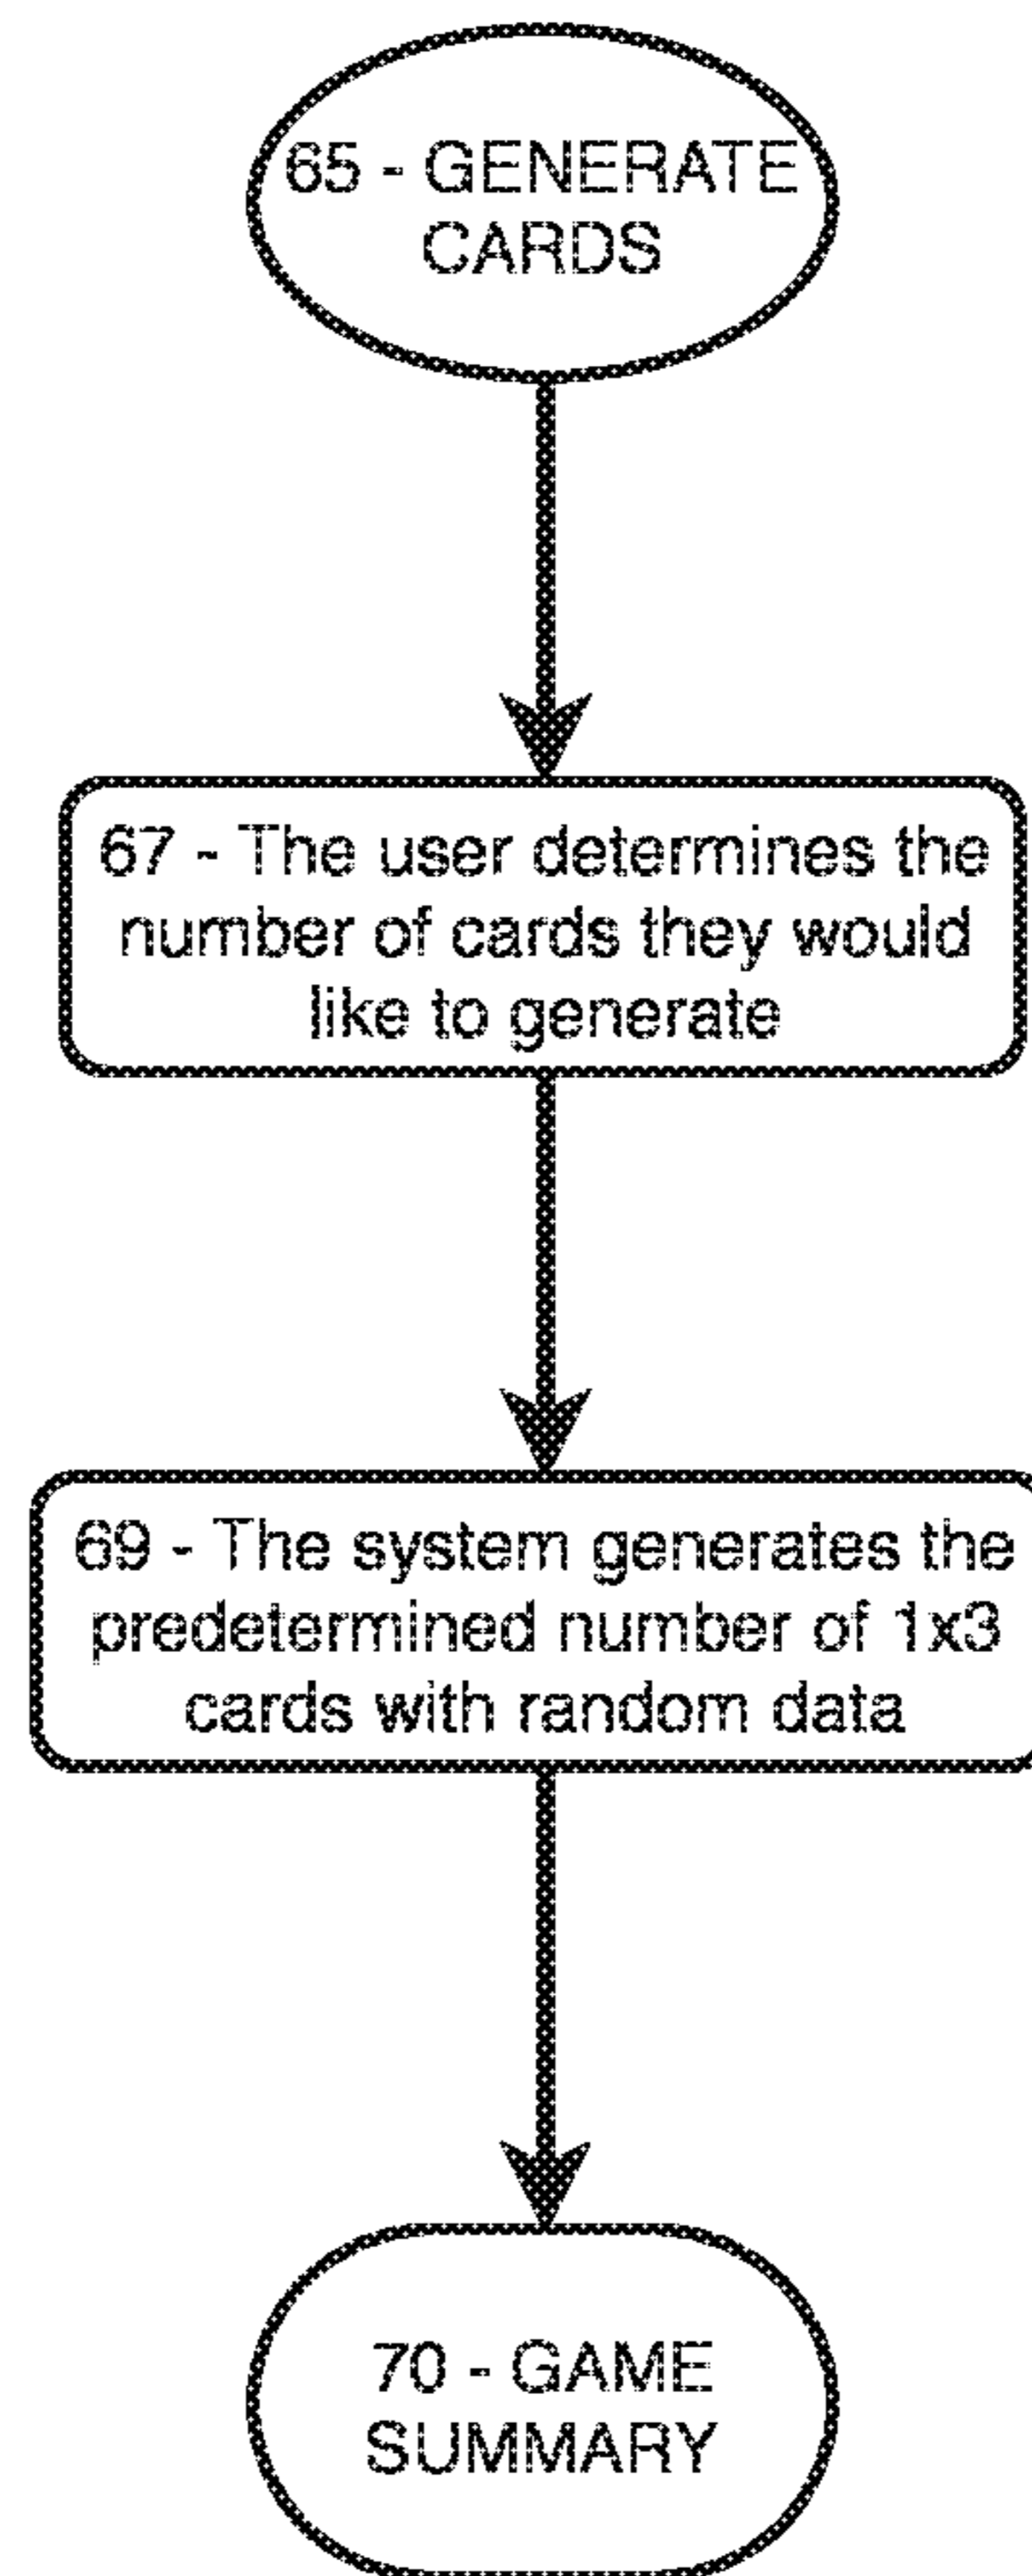 65 - GENERATE
CARDS
67 - The user determines the
number of cards they would
like to generate
69 - The system generates the
predetermined number of 1x3
cards with random data
70 - GAME
SUMMARY